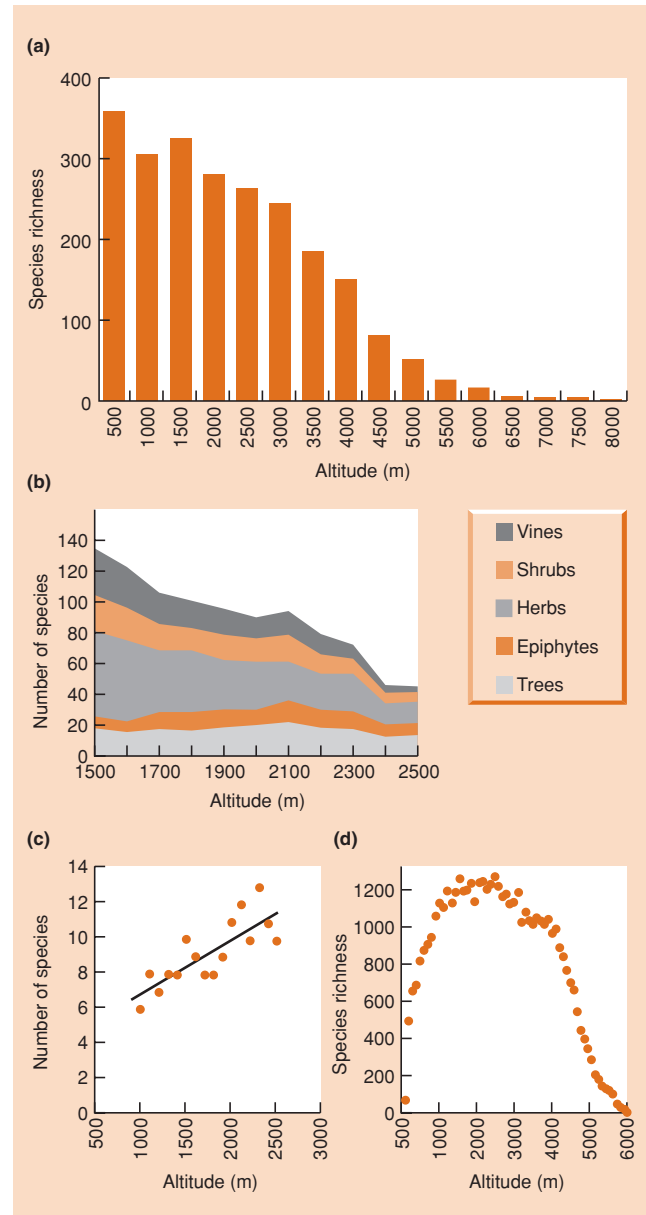 (a)
400
300
200
100
0
Species richness
500 1000 1500 2000 2500 3000 3500 4000 4500 5000 5500 6000 6500 7000 7500 8000
Altitude (m)
(b)
140
120
100
80
60
40
20
0
Number of species
1500 1700 1900 2100 2300 2500
Altitude (m)
Vines
Shrubs
Herbs
Epiphytes
Trees
(c)
14
12
10
8
6
4
2
0
Number of species
500 1000 1500 2000 2500 3000
Altitude (m)
(d)
1200
1000
800
600
400
200
0
Species richness
500 1000 2000 3000 4000 5000 6000
Altitude (m)